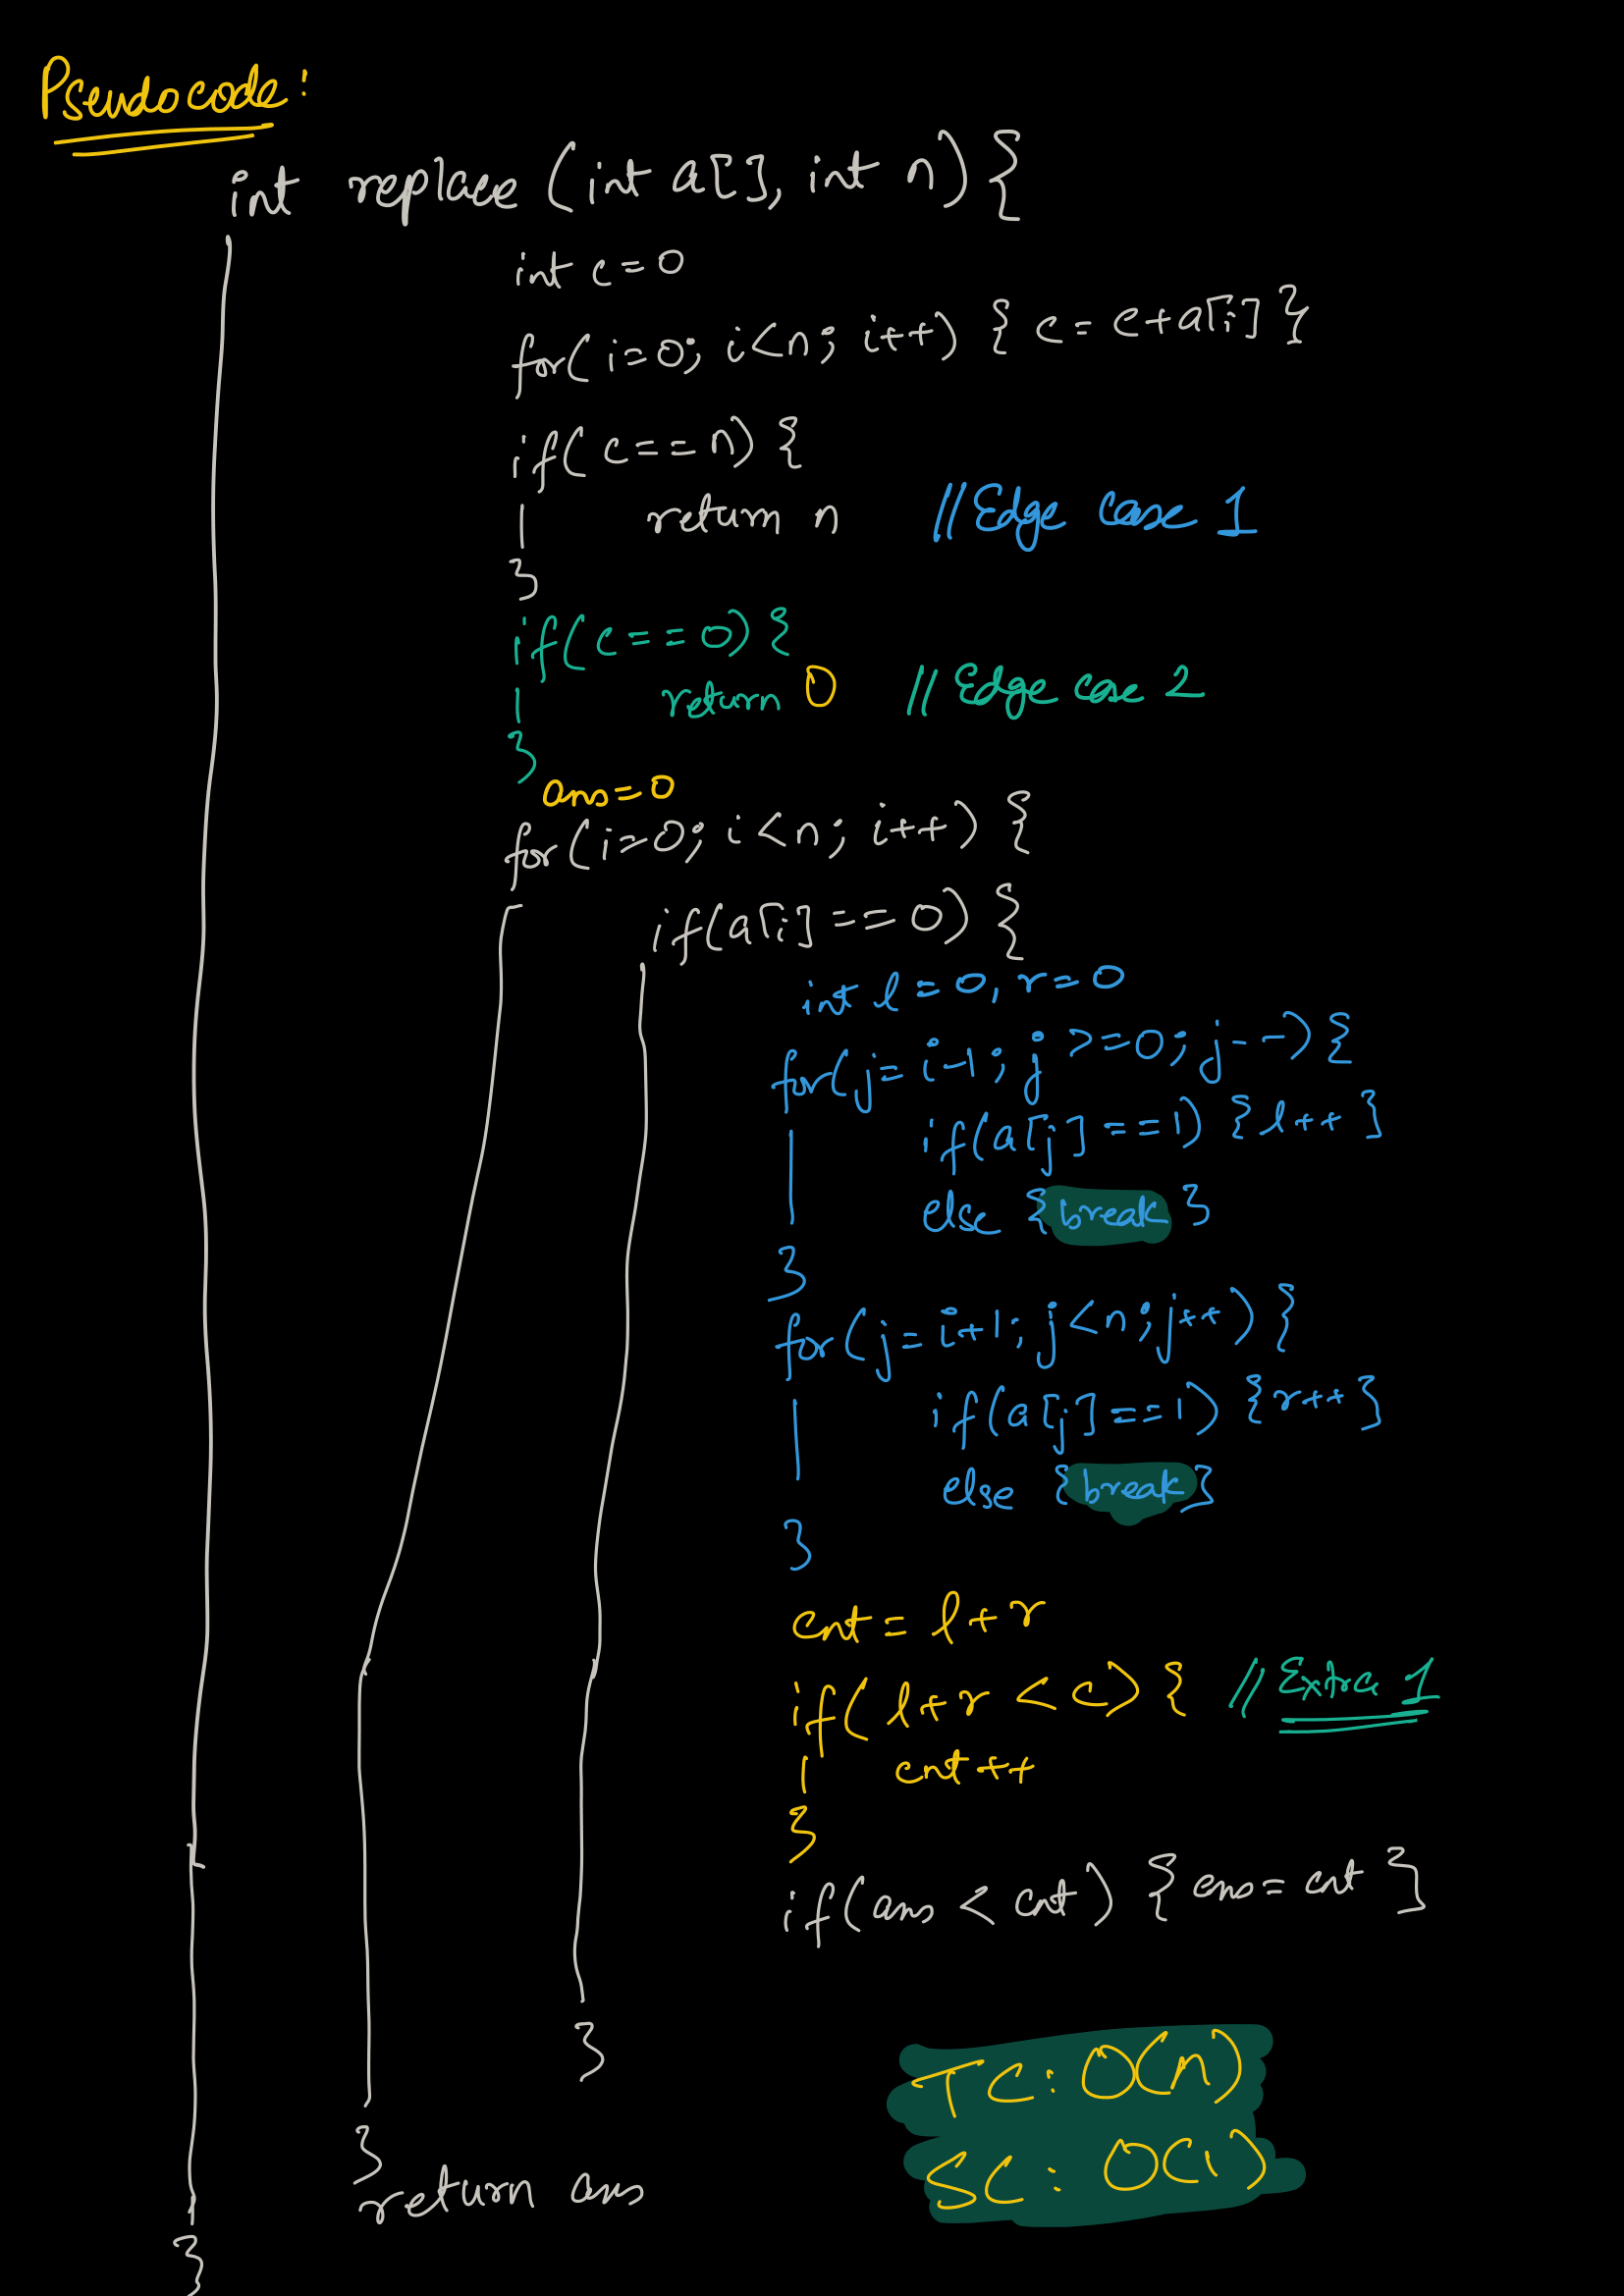 Pseudocode:
int replace (int a[], int n) {
int c=0
for(i=0; i<n; i++) { c= c+a[i] }
if(c==n) {
return n //Edge case 1
}
if(c==0) {
return 0 // Edge case 2
}
ans=0
for(i=0; i<n; i++) {
if(a[i]==0) {
int l=0, r=0
for(j=i-1; j>=0; j--) {
if(a[j]==1) {l++}
else {break}
}
for(j=i+1; j<n; j++) {
if(a[j]==1) {r++}
else {break}
}
cnt = l+r
if(l+r<c) { //Extra 1
cnt++
}
if(ans < cnt) {ans=cnt}
}
TC: O(n)
SC: O(1)
}
return ans
}